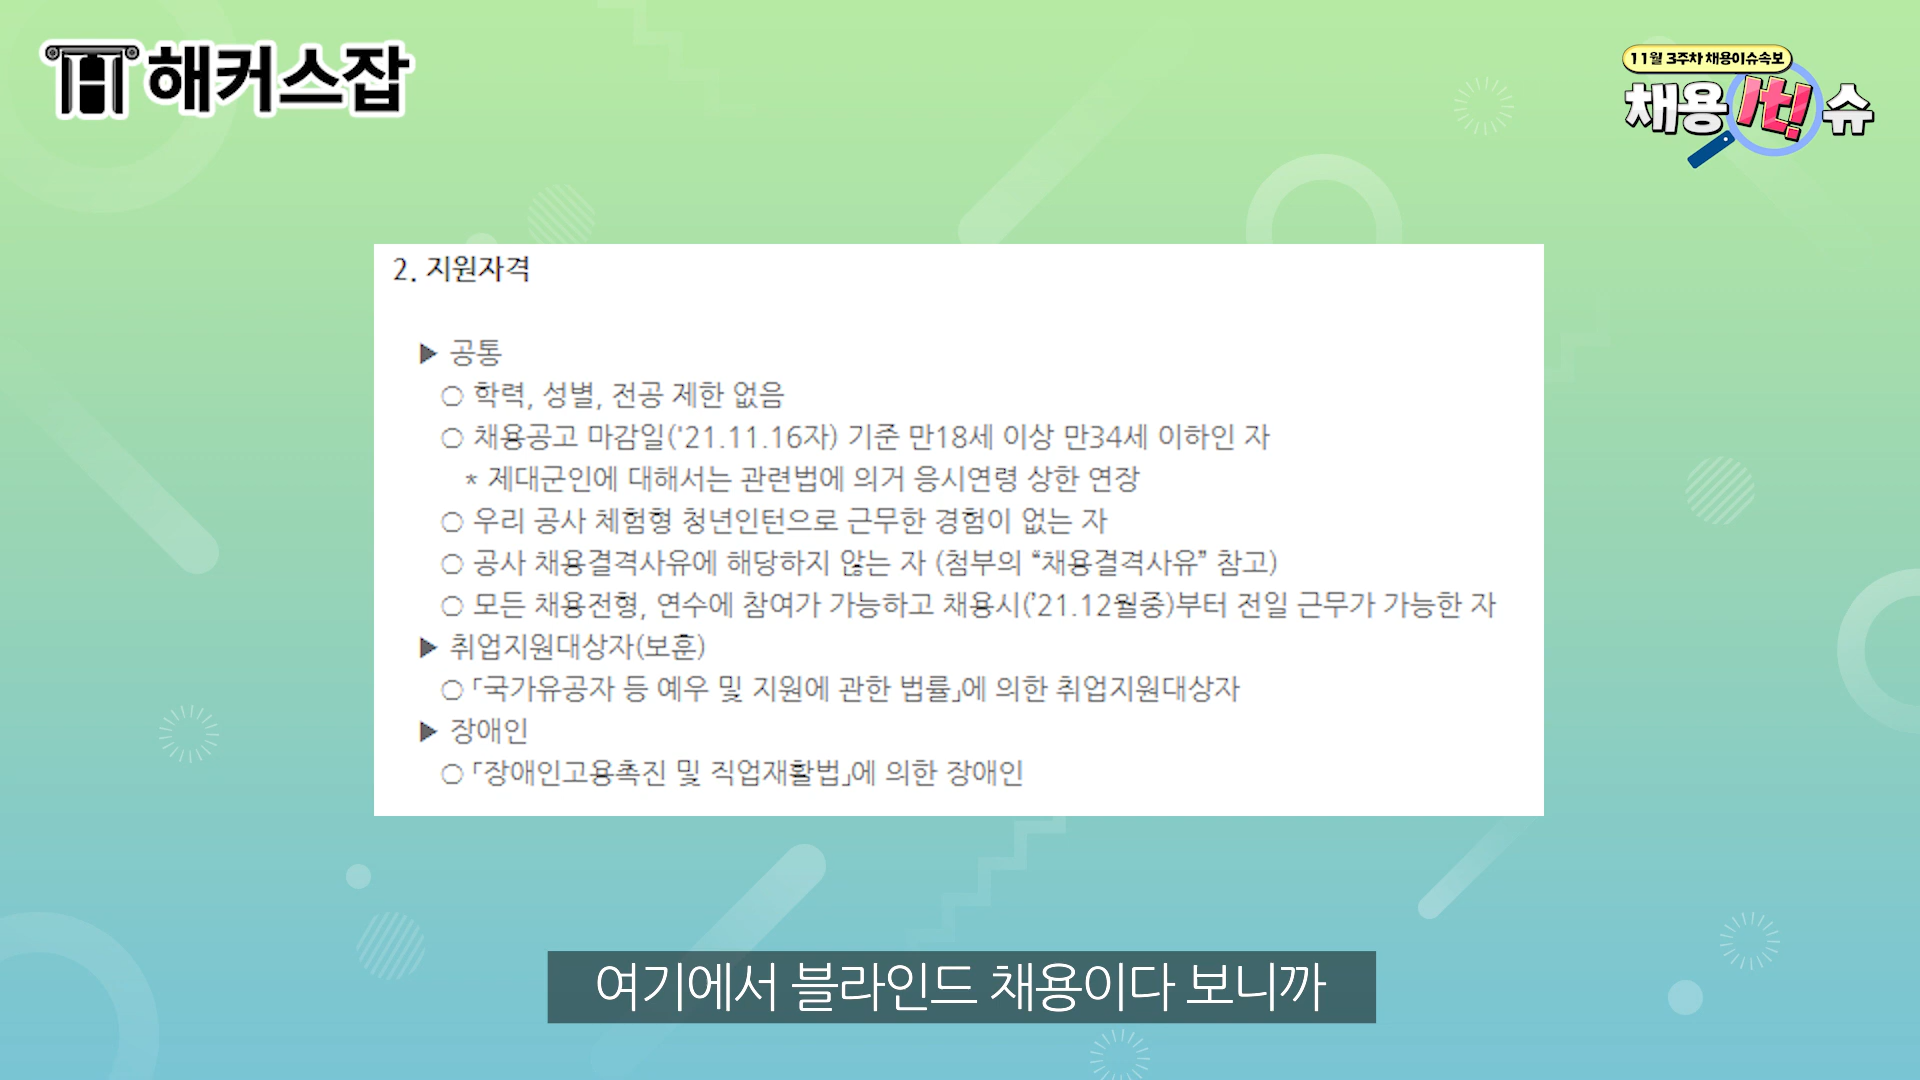 해커스잡
11월 3주차 채용이슈속보
채용 It! 슈
2. 지원자격
▶ 공통
○ 학력, 성별, 전공 제한 없음
○ 채용공고 마감일('21.11.16자) 기준 만18세 이상 만34세 이하인 자
* 제대군인에 대해서는 관련법에 의거 응시연령 상한 연장
○ 우리 공사 체험형 청년인턴으로 근무한 경험이 없는 자
○ 공사 채용결격사유에 해당하지 않는 자 (첨부의 “채용결격사유” 참고)
○ 모든 채용전형, 연수에 참여가 가능하고 채용시('21.12월중)부터 전일 근무가 가능한 자
▶ 취업지원대상자(보훈)
○ 「국가유공자 등 예우 및 지원에 관한 법률」에 의한 취업지원대상자
▶ 장애인
○ 「장애인고용촉진 및 직업재활법」에 의한 장애인
여기에서 블라인드 채용이다 보니까